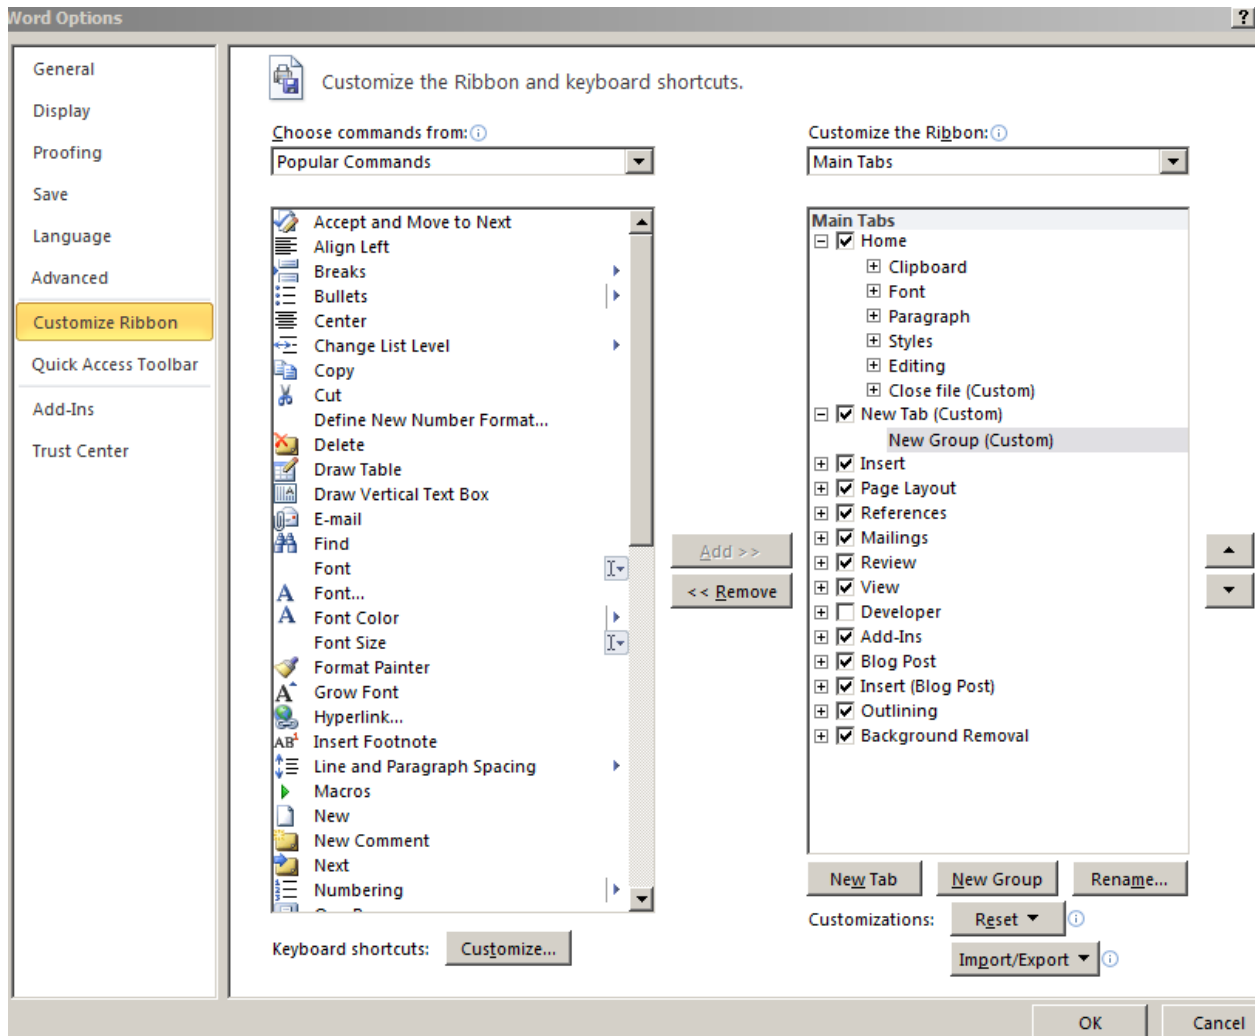 Word Options
?
General
Display
Proofing
Save
Language
Advanced
Customize Ribbon
Quick Access Toolbar
Add-Ins
Trust Center
Customize the Ribbon and keyboard shortcuts.
Choose commands from:
Popular Commands
Accept and Move to Next
Align Left
Breaks
Bullets
Center
Change List Level
Copy
Cut
Define New Number Format...
Delete
Draw Table
Draw Vertical Text Box
E-mail
Find
Font
Font...
Font Color
Font Size
Format Painter
Grow Font
Hyperlink...
Insert Footnote
Line and Paragraph Spacing
Macros
New
New Comment
Next
Numbering
Keyboard shortcuts: Customize...
Add >>
<< Remove
Customize the Ribbon:
Main Tabs
Main Tabs
Home
Clipboard
Font
Paragraph
Styles
Editing
Close file (Custom)
New Tab (Custom)
New Group (Custom)
Insert
Page Layout
References
Mailings
Review
View
Developer
Add-Ins
Blog Post
Insert (Blog Post)
Outlining
Background Removal
New Tab New Group Rename...
Customizations: Reset
Import/Export
OK Cancel